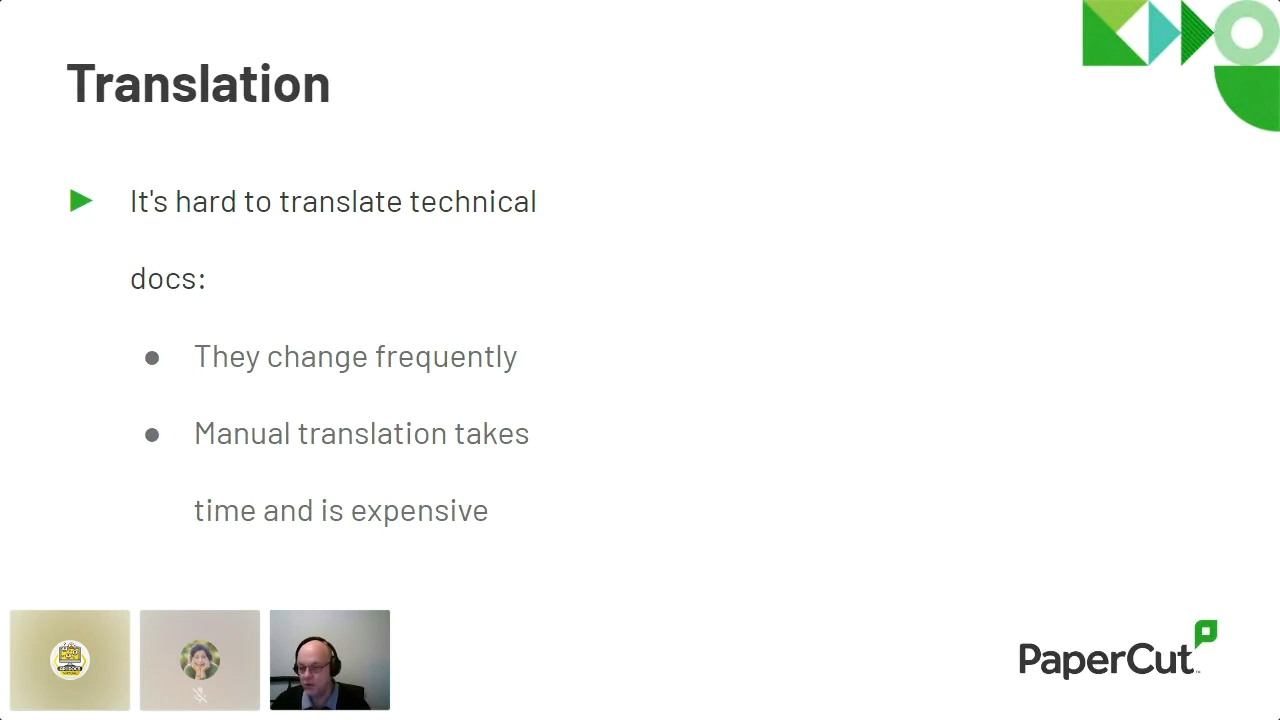 Translation
It's hard to translate technical
docs:
They change frequently
Manual translation takes
time and is expensive
PaperCut